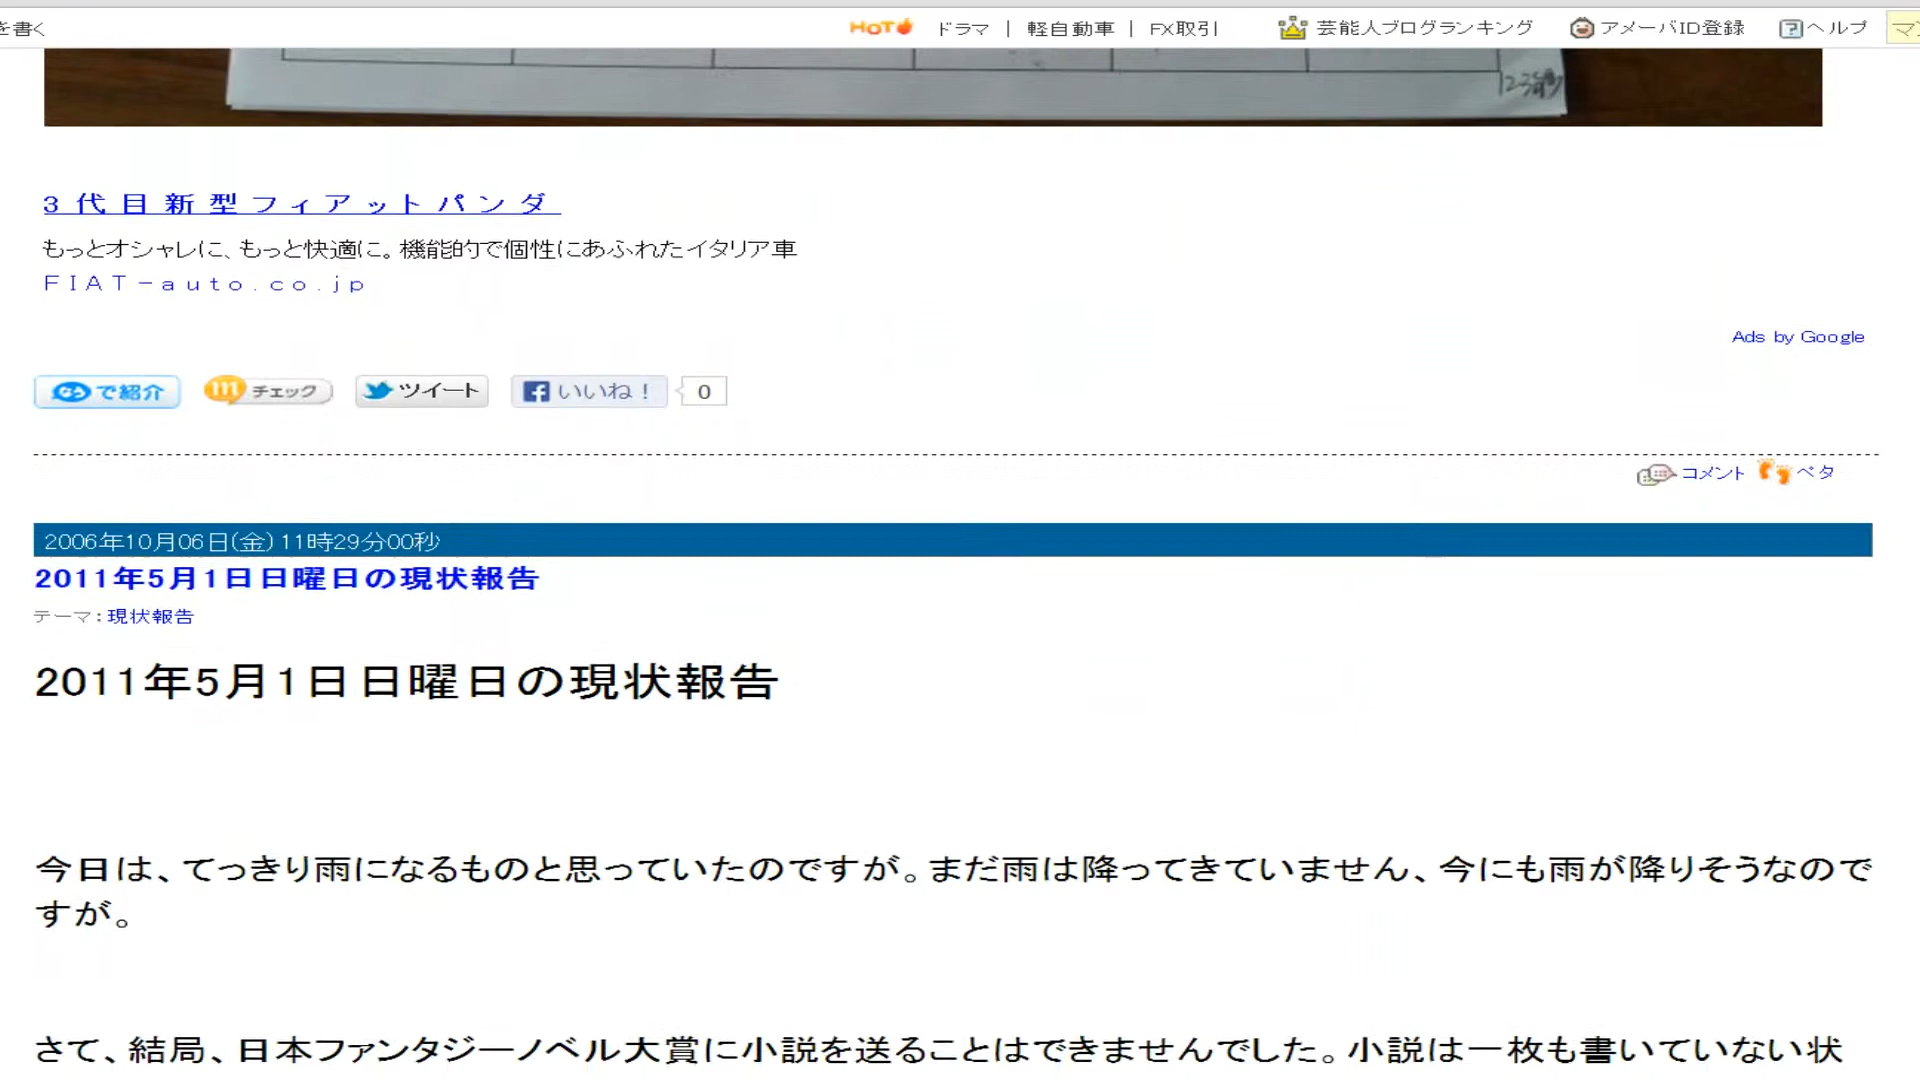 を書く HOT ドラマ | 軽自動車 | FX取引 芸能人ブログランキング アメーバID登録 ?ヘルプ マ
3代目新型フィアットパンダ
もっとオシャレに、もっと快適に。機能的で個性にあふれたイタリア車
FIAT-auto.co.jp
Ads by Google
で紹介 m チェック ツイート f いいね! 0
コメント ペタ
2006年10月06日(金) 11時29分00秒
2011年5月1日日曜日の現状報告
テーマ:現状報告
2011年5月1日日曜日の現状報告
今日は、てっきり雨になるものと思っていたのですが。まだ雨は降ってきていません、今にも雨が降りそうなので
すが。
さて、結局、日本ファンタジーノベル大賞に小説を送ることはできませんでした。小説は一枚も書いていない状